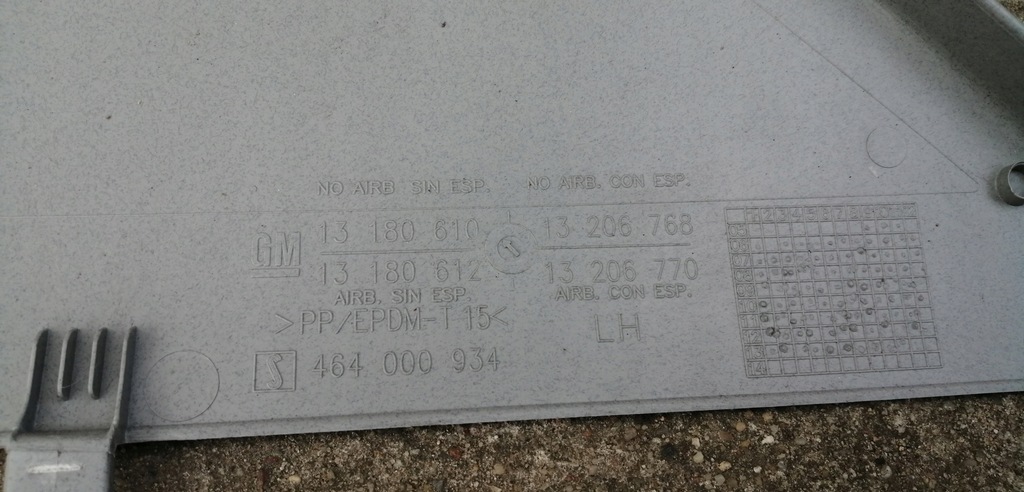 NO AIRB. SIN ESP. NO AIRB. CON ESP.
GM 13 180 610 13 206 768
13 180 612 13 206 770
AIRB. SIN ESP. AIRB. CON ESP.
>PP/EPDM-T 15< LH
464 000 934